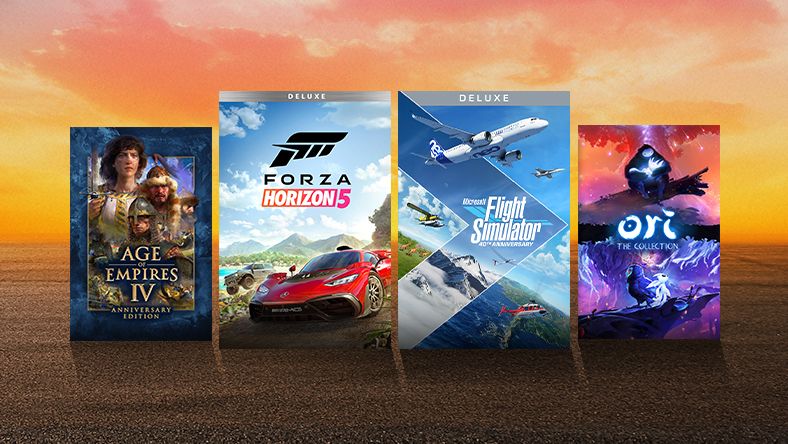 AGE
OF
EMPIRES
IV
ANNIVERSARY
EDITION
DELUXE
FORZA
HORIZON 5
DELUXE
Microsoft
Flight
Simulator
40TH ANNIVERSARY
ori
THE COLLECTION